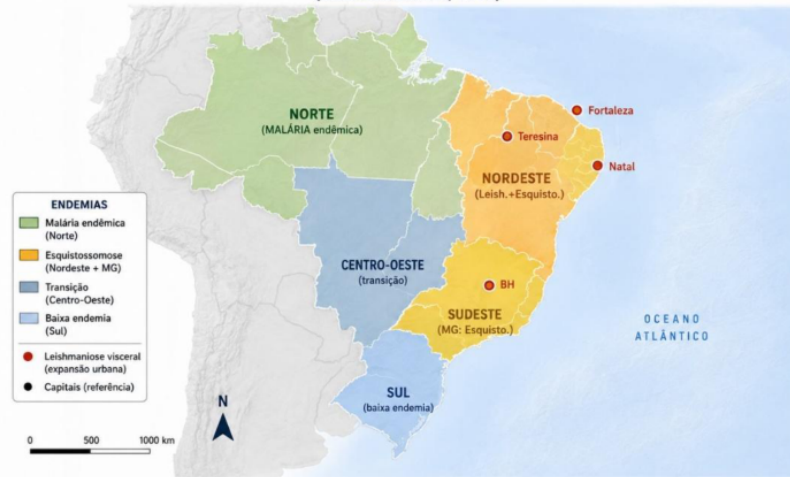 NORTE
(MALÁRIA endêmica)
Fortaleza
Teresina
Natal
NORDESTE
(Leish.+Esquisto.)
ENDEMIAS
Malária endêmica
(Norte)
Esquistossomose
(Nordeste + MG)
Transição
(Centro-Oeste)
Baixa endemia
(Sul)
Leishmaniose visceral
(expansão urbana)
Capitais (referência)
CENTRO-OESTE
(transição)
BH
SUDESTE
(MG: Esquisto.)
OCEANO
ATLÂNTICO
SUL
(baixa endemia)
N
0 500 1000 km